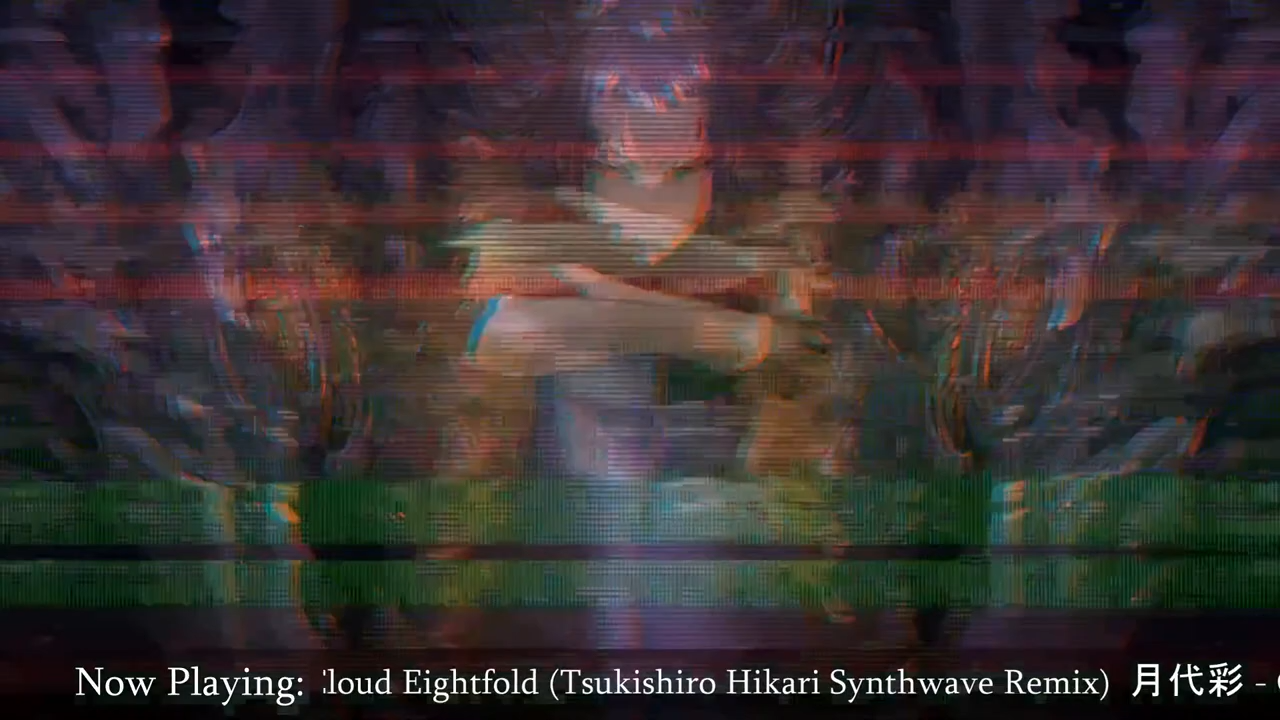 Now Playing: loud Eightfold (Tsukishiro Hikari Synthwave Remix) 月代彩 -